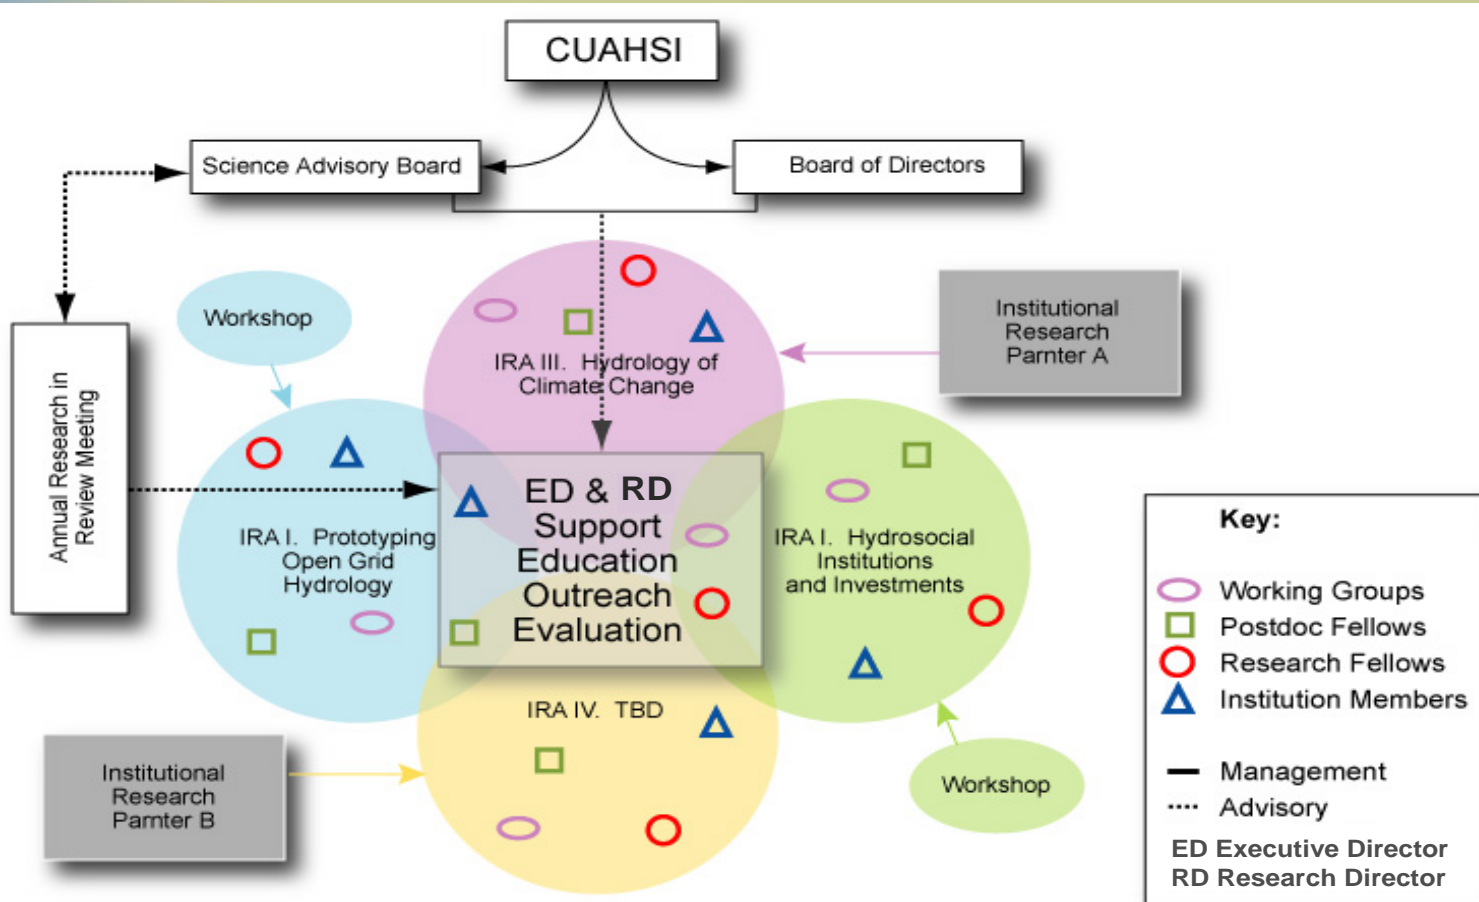 CUAHSI
Science Advisory Board
Board of Directors
Workshop
Institutional
Research
Parnter A
IRA III. Hydrology of
Climate Change
Annual Research in
Review Meeting
ED & RD
Support
Education
Outreach
Evaluation
IRA I. Prototyping
Open Grid
Hydrology
IRA I. Hydrosocial
Institutions
and Investments
IRA IV. TBD
Institutional
Research
Parnter B
Workshop
Key:
Working Groups
Postdoc Fellows
Research Fellows
Institution Members
Management
Advisory
ED Executive Director
RD Research Director